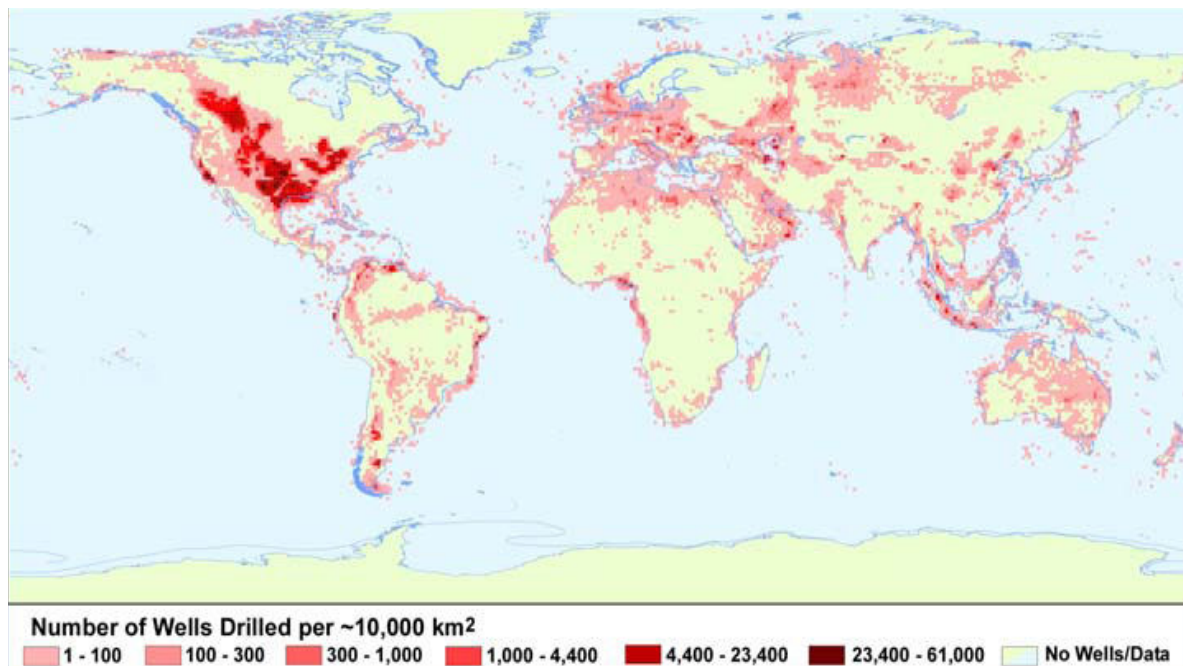 Number of Wells Drilled per ~10,000 km²
1 - 100 100 - 300 300 - 1,000 1,000 - 4,400 4,400 - 23,400 23,400 - 61,000 No Wells/Data